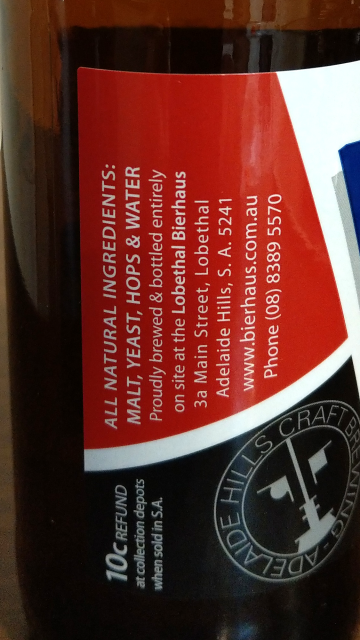 ALL NATURAL INGREDIENTS:
MALT, YEAST, HOPS & WATER
Proudly brewed & bottled entirely
on site at the Lobethal Bierhaus
3a Main Street, Lobethal
Adelaide Hills, S. A. 5241
www.bierhaus.com.au
Phone (08) 8389 5570
10c REFUND
at collection depots
when sold in S.A.
ADELAIDE HILLS CRAFT BREWING - ADELAIDE